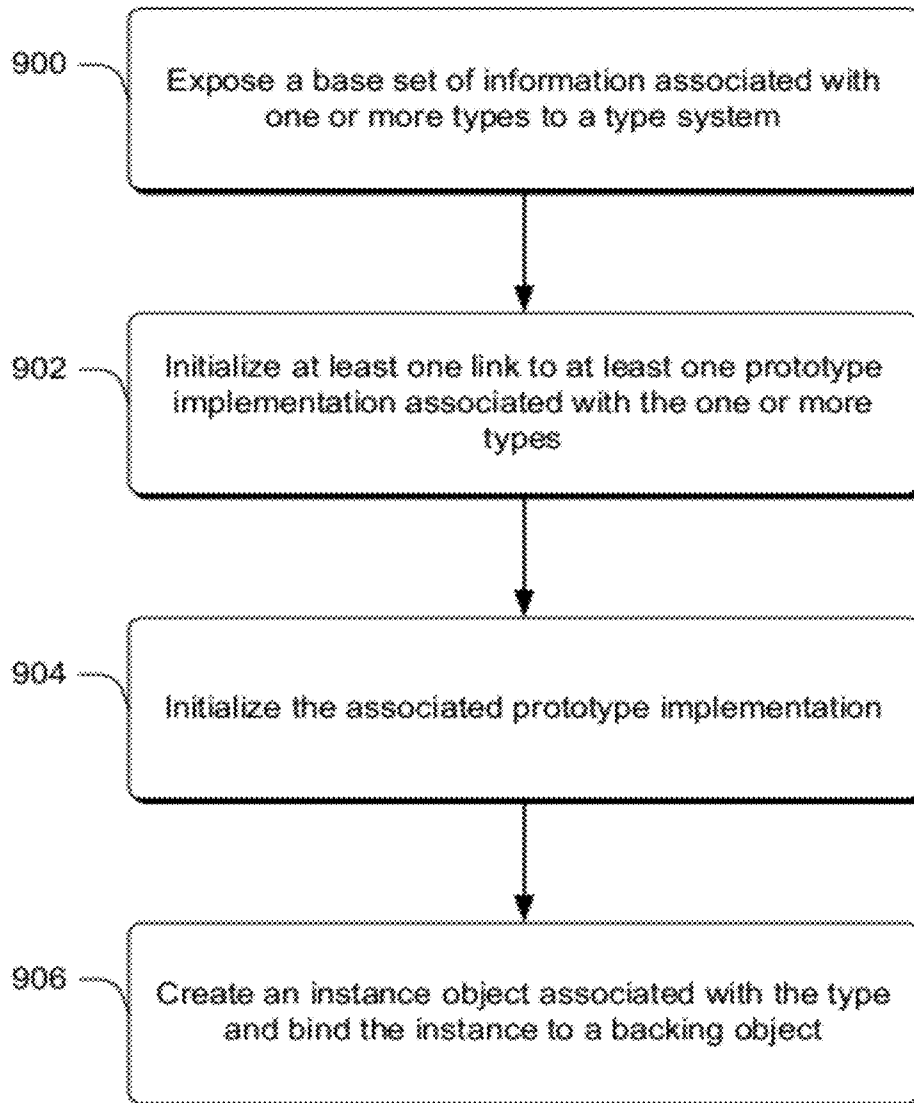 900
Expose a base set of information associated with
one or more types to a type system
902
Initialize at least one link to at least one prototype
implementation associated with the one or more
types
904
Initialize the associated prototype implementation
906
Create an instance object associated with the type
and bind the instance to a backing object